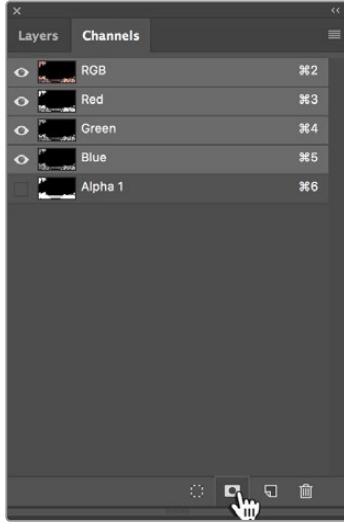 Layers Channels
RGB ⌘2
Red ⌘3
Green ⌘4
Blue ⌘5
Alpha 1 ⌘6